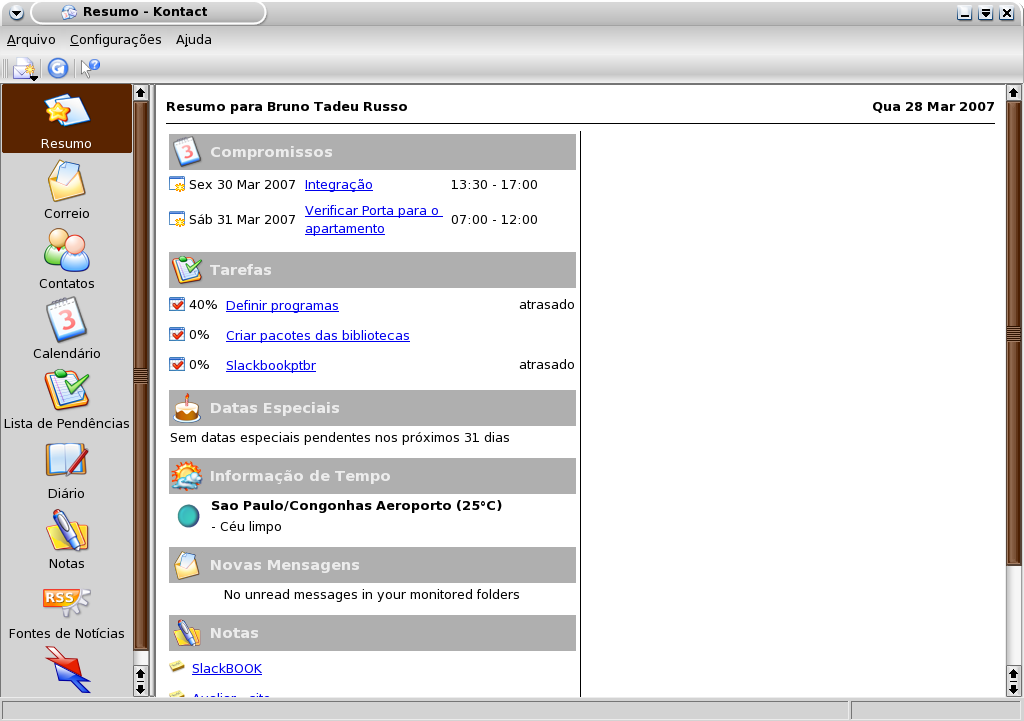 Resumo - Kontact
Arquivo Configurações Ajuda
Resumo
Correio
Contatos
3
Calendário
Lista de Pendências
Diário
Notas
RSS
Fontes de Notícias
Resumo para Bruno Tadeu Russo Qua 28 Mar 2007
3 Compromissos
Sex 30 Mar 2007 Integração 13:30 - 17:00
Sáb 31 Mar 2007 Verificar Porta para o 07:00 - 12:00
apartamento
Tarefas
40% Definir programas atrasado
0% Criar pacotes das bibliotecas
0% Slackbookptbr atrasado
Datas Especiais
Sem datas especiais pendentes nos próximos 31 dias
Informação de Tempo
Sao Paulo/Congonhas Aeroporto (25°C)
- Céu limpo
Novas Mensagens
No unread messages in your monitored folders
Notas
SlackBOOK